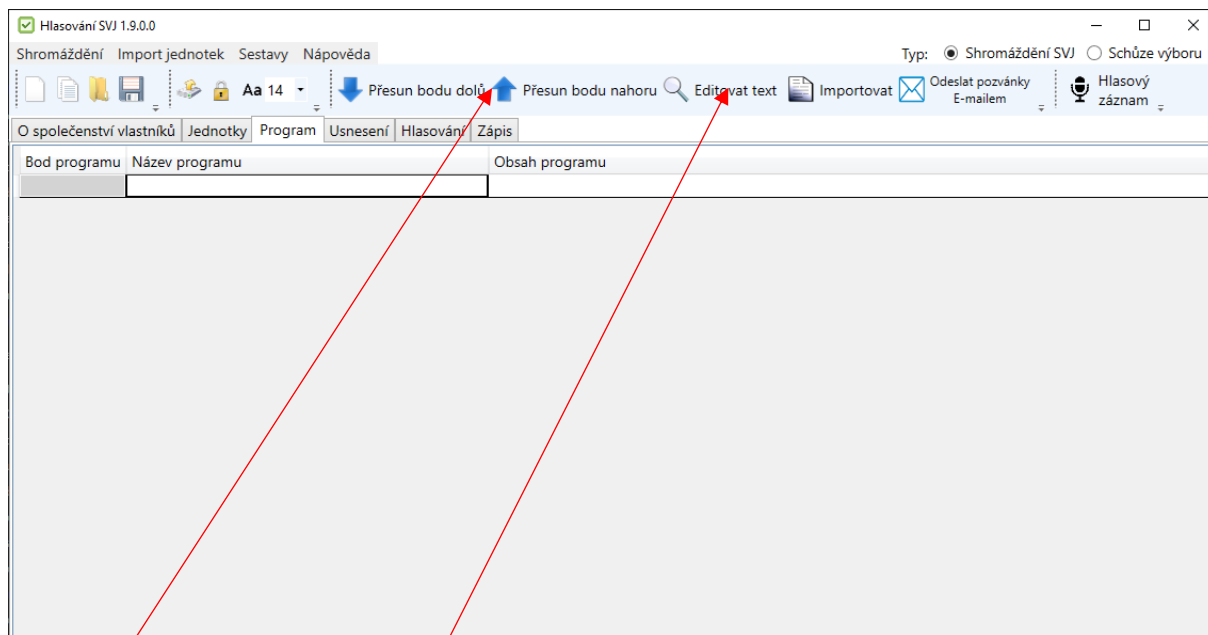 Hlasování SVJ 1.9.0.0
Shromáždění Import jednotek Sestavy Nápověda Typ: Shromáždění SVJ Schůze výboru
Aa 14 Přesun bodu dolů Přesun bodu nahoru Editovat text Importovat Odeslat pozvánky E-mailem Hlasový záznam
O společenství vlastníků Jednotky Program Usnesení Hlasování Zápis
Bod programu Název programu Obsah programu